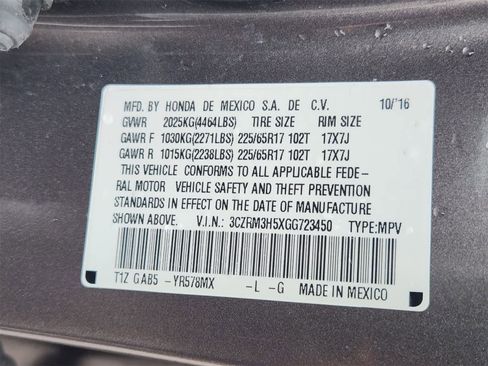 MFD. BY HONDA DE MEXICO S.A. DE C.V. 10/'16
GVWR 2025KG(4464LBS) TIRE SIZE RIM SIZE
GAWR F 1030KG(2271LBS) 225/65R17 102T 17X7J
GAWR R 1015KG(2238LBS) 225/65R17 102T 17X7J
THIS VEHICLE CONFORMS TO ALL APPLICABLE FEDE-
RAL MOTOR VEHICLE SAFETY AND THEFT PREVENTION
STANDARDS IN EFFECT ON THE DATE OF MANUFACTURE
SHOWN ABOVE. V.I.N.: 3CZRM3H5XGG723450 TYPE:MPV
T1Z GAB5 -YR578MX -L -G MADE IN MEXICO